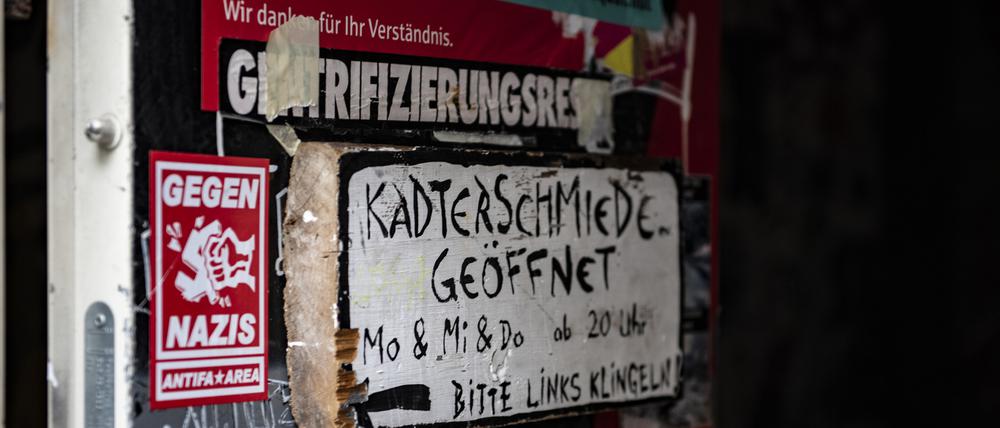 Wir danken für Ihr Verständnis.
GENTRIFIZIERUNGSRES
GEGEN
NAZIS
ANTIFA★AREA
KADTERSCHMIEDE
GEÖFFNET
Mo & Mi & Do ab 20 Uhr
BITTE LINKS KLINGELN!